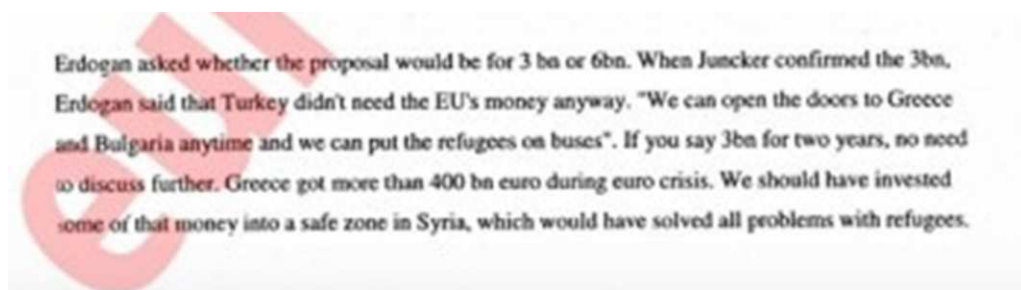 Erdogan asked whether the proposal would be for 3 bn or 6bn. When Juncker confirmed the 3bn,
Erdogan said that Turkey didn't need the EU's money anyway. "We can open the doors to Greece
and Bulgaria anytime and we can put the refugees on buses". If you say 3bn for two years, no need
to discuss further. Greece got more than 400 bn euro during euro crisis. We should have invested
some of that money into a safe zone in Syria, which would have solved all problems with refugees.